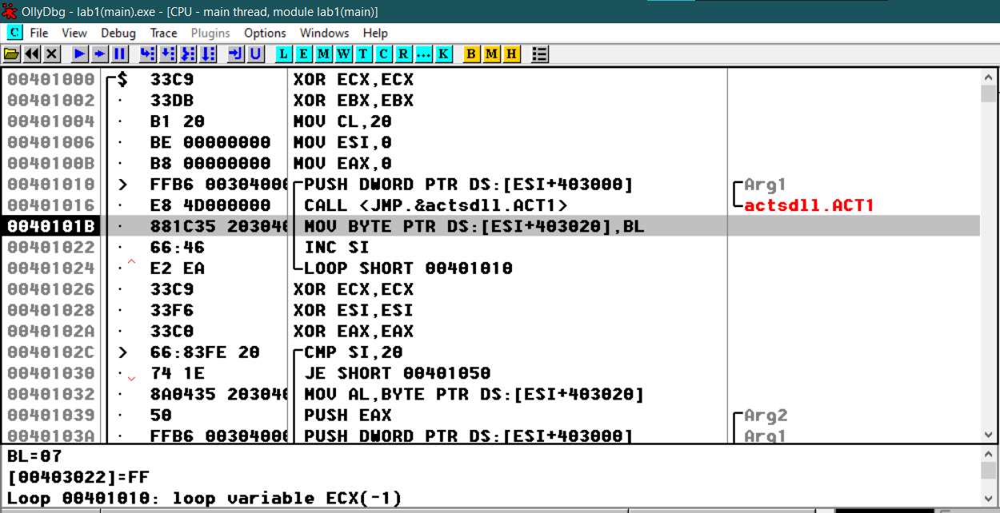 OllyDbg - lab1(main).exe - [CPU - main thread, module lab1(main)]
C File View Debug Trace Plugins Options Windows Help
L E M W T C R ... K B M H
00401000 $ 33C9 XOR ECX,ECX
00401002 · 33DB XOR EBX,EBX
00401004 · B1 20 MOV CL,20
00401006 · BE 00000000 MOV ESI,0
0040100B · B8 00000000 MOV EAX,0
00401010 > FFB6 00304000 PUSH DWORD PTR DS:[ESI+403000] Arg1
00401016 · E8 4D000000 CALL <JMP.&actsdll.ACT1> actsdll.ACT1
0040101B · 881C35 203040 MOV BYTE PTR DS:[ESI+403020],BL
00401022 · 66:46 INC SI
00401024 · ^ E2 EA LOOP SHORT 00401010
00401026 · 33C9 XOR ECX,ECX
00401028 · 33F6 XOR ESI,ESI
0040102A · 33C0 XOR EAX,EAX
0040102C > 66:83FE 20 CMP SI,20
00401030 · 74 1E JE SHORT 00401050
00401032 · 8A0435 203040 MOV AL,BYTE PTR DS:[ESI+403020]
00401039 · 50 PUSH EAX Arg2
0040103A · FFB6 00304000 PUSH DWORD PTR DS:[ESI+403000] Arg1
BL=07
[00403022]=FF
Loop 00401010: loop variable ECX(-1)